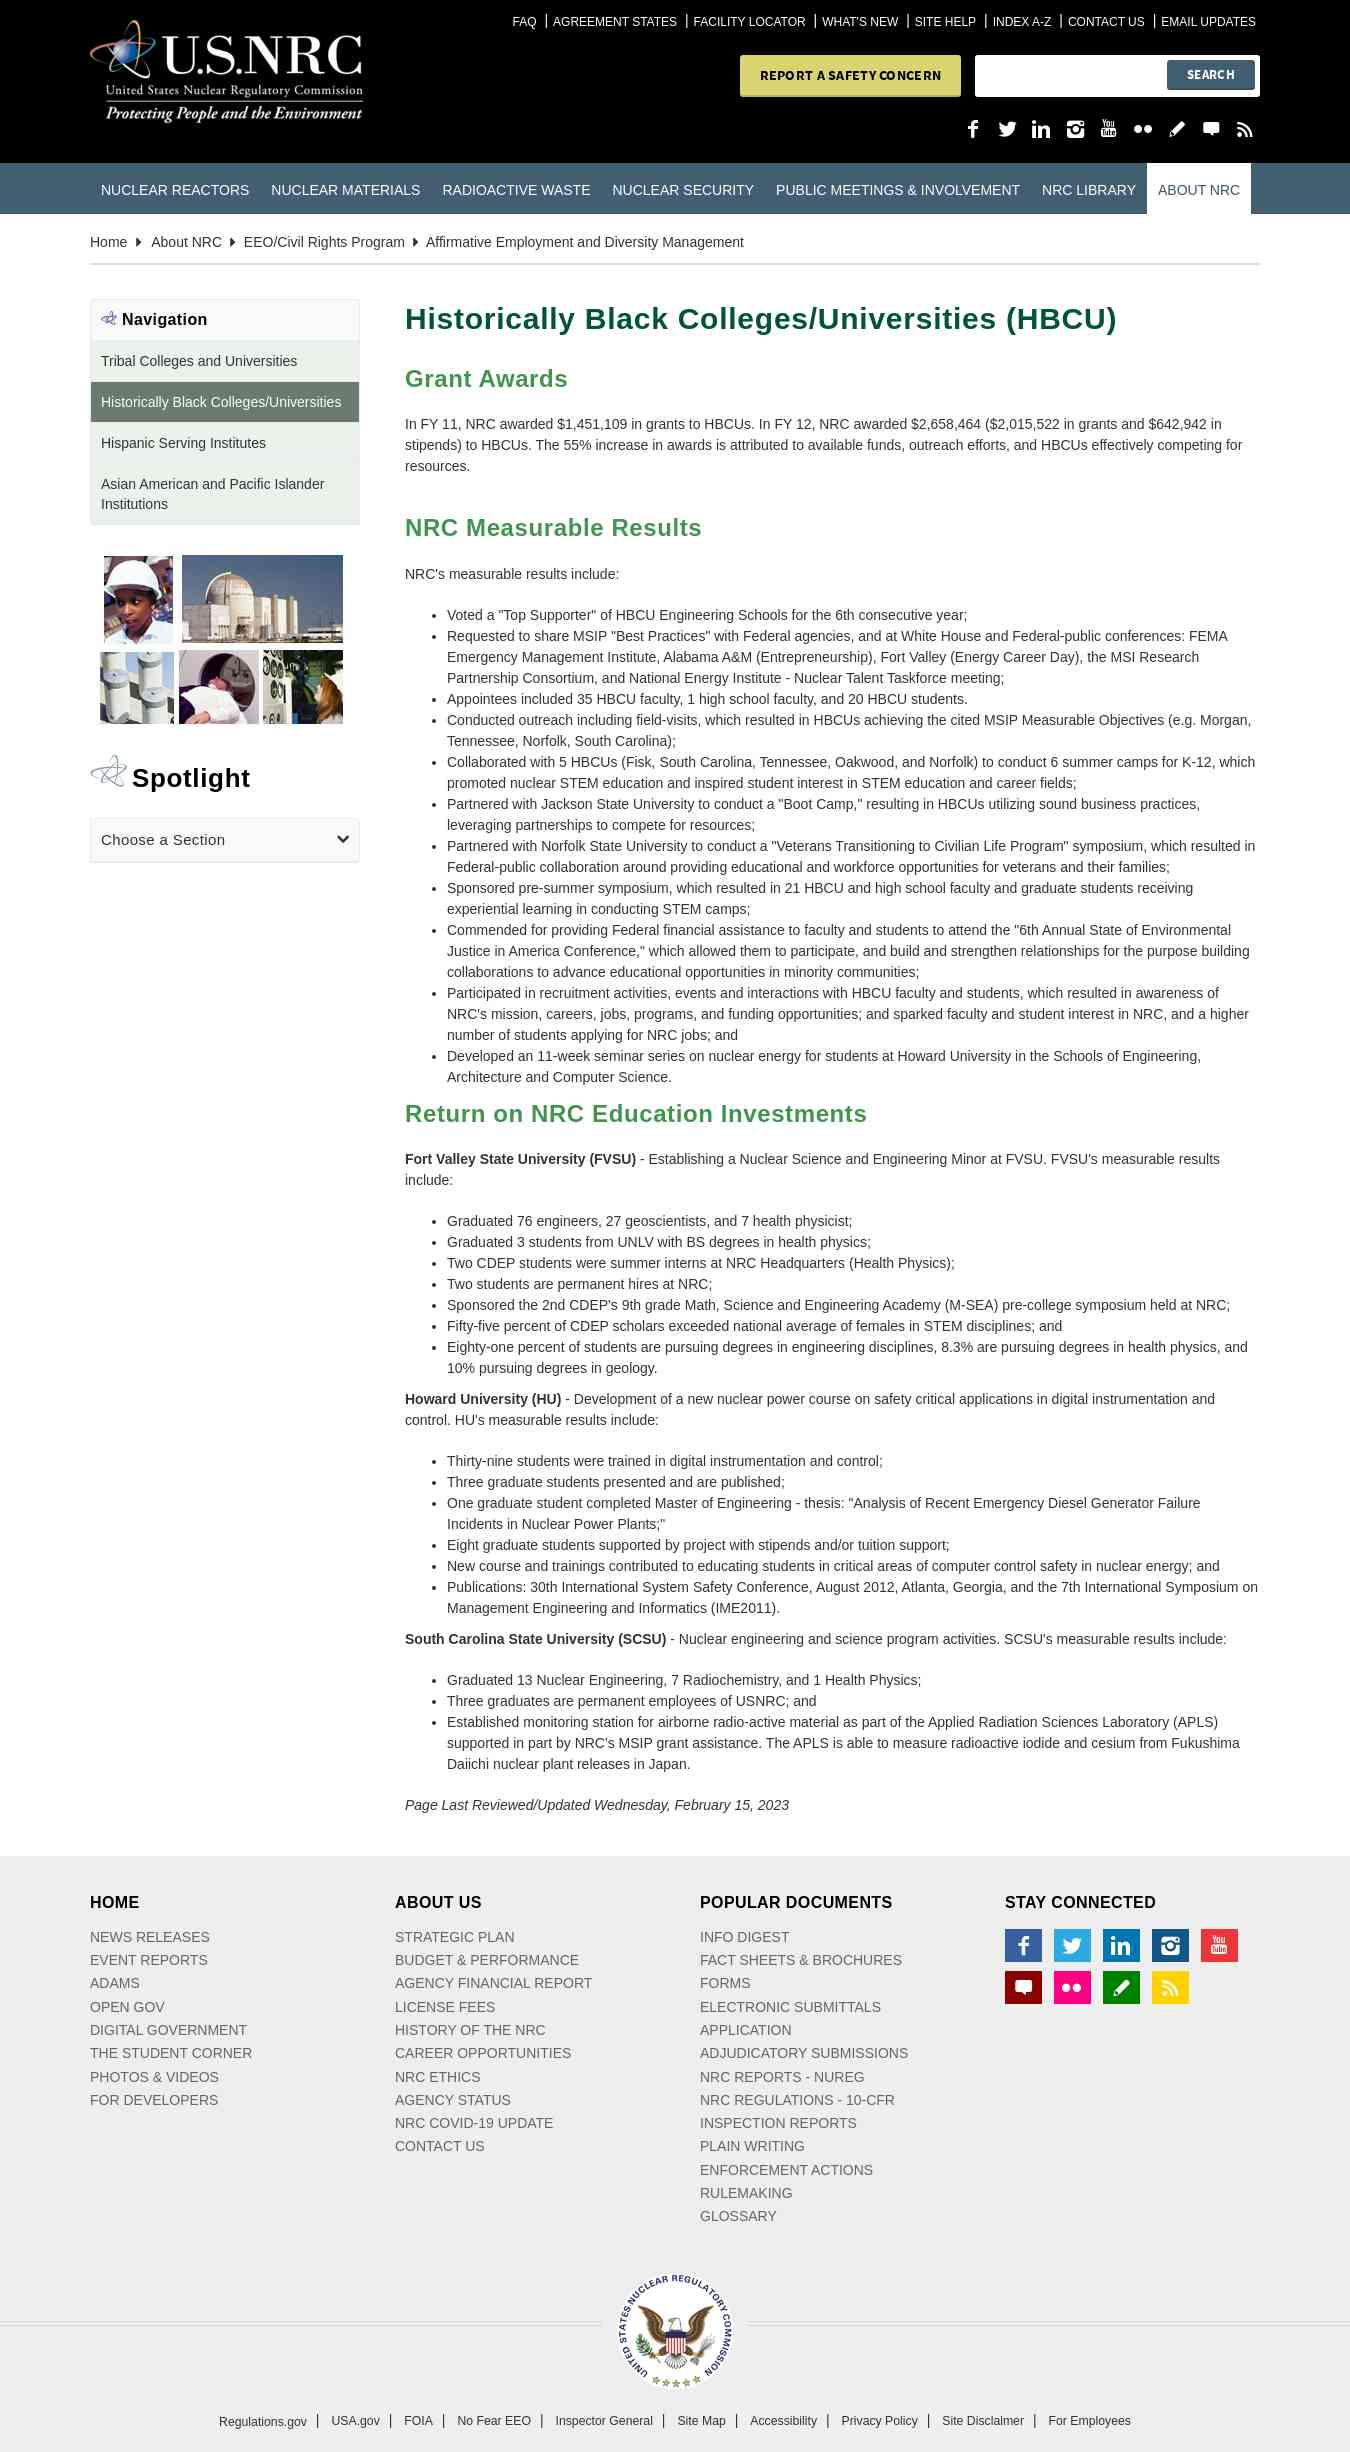 FAQ | AGREEMENT STATES | FACILITY LOCATOR | WHAT'S NEW | SITE HELP | INDEX A-Z | CONTACT US | EMAIL UPDATES
U.S.NRC
United States Nuclear Regulatory Commission
Protecting People and the Environment
REPORT A SAFETY CONCERN
SEARCH
NUCLEAR REACTORS NUCLEAR MATERIALS RADIOACTIVE WASTE NUCLEAR SECURITY PUBLIC MEETINGS & INVOLVEMENT NRC LIBRARY ABOUT NRC
Home About NRC EEO/Civil Rights Program Affirmative Employment and Diversity Management
Navigation
Tribal Colleges and Universities
Historically Black Colleges/Universities
Hispanic Serving Institutes
Asian American and Pacific Islander
Institutions
Spotlight
Choose a Section
Historically Black Colleges/Universities (HBCU)
Grant Awards
In FY 11, NRC awarded $1,451,109 in grants to HBCUs. In FY 12, NRC awarded $2,658,464 ($2,015,522 in grants and $642,942 in
stipends) to HBCUs. The 55% increase in awards is attributed to available funds, outreach efforts, and HBCUs effectively competing for
resources.
NRC Measurable Results
NRC's measurable results include:
• Voted a "Top Supporter" of HBCU Engineering Schools for the 6th consecutive year;
• Requested to share MSIP "Best Practices" with Federal agencies, and at White House and Federal-public conferences: FEMA
Emergency Management Institute, Alabama A&M (Entrepreneurship), Fort Valley (Energy Career Day), the MSI Research
Partnership Consortium, and National Energy Institute - Nuclear Talent Taskforce meeting;
• Appointees included 35 HBCU faculty, 1 high school faculty, and 20 HBCU students.
• Conducted outreach including field-visits, which resulted in HBCUs achieving the cited MSIP Measurable Objectives (e.g. Morgan,
Tennessee, Norfolk, South Carolina);
• Collaborated with 5 HBCUs (Fisk, South Carolina, Tennessee, Oakwood, and Norfolk) to conduct 6 summer camps for K-12, which
promoted nuclear STEM education and inspired student interest in STEM education and career fields;
• Partnered with Jackson State University to conduct a "Boot Camp," resulting in HBCUs utilizing sound business practices,
leveraging partnerships to compete for resources;
• Partnered with Norfolk State University to conduct a "Veterans Transitioning to Civilian Life Program" symposium, which resulted in
Federal-public collaboration around providing educational and workforce opportunities for veterans and their families;
• Sponsored pre-summer symposium, which resulted in 21 HBCU and high school faculty and graduate students receiving
experiential learning in conducting STEM camps;
• Commended for providing Federal financial assistance to faculty and students to attend the "6th Annual State of Environmental
Justice in America Conference," which allowed them to participate, and build and strengthen relationships for the purpose building
collaborations to advance educational opportunities in minority communities;
• Participated in recruitment activities, events and interactions with HBCU faculty and students, which resulted in awareness of
NRC's mission, careers, jobs, programs, and funding opportunities; and sparked faculty and student interest in NRC, and a higher
number of students applying for NRC jobs; and
• Developed an 11-week seminar series on nuclear energy for students at Howard University in the Schools of Engineering,
Architecture and Computer Science.
Return on NRC Education Investments
Fort Valley State University (FVSU) - Establishing a Nuclear Science and Engineering Minor at FVSU. FVSU's measurable results
include:
• Graduated 76 engineers, 27 geoscientists, and 7 health physicist;
• Graduated 3 students from UNLV with BS degrees in health physics;
• Two CDEP students were summer interns at NRC Headquarters (Health Physics);
• Two students are permanent hires at NRC;
• Sponsored the 2nd CDEP's 9th grade Math, Science and Engineering Academy (M-SEA) pre-college symposium held at NRC;
• Fifty-five percent of CDEP scholars exceeded national average of females in STEM disciplines; and
• Eighty-one percent of students are pursuing degrees in engineering disciplines, 8.3% are pursuing degrees in health physics, and
10% pursuing degrees in geology.
Howard University (HU) - Development of a new nuclear power course on safety critical applications in digital instrumentation and
control. HU's measurable results include:
• Thirty-nine students were trained in digital instrumentation and control;
• Three graduate students presented and are published;
• One graduate student completed Master of Engineering - thesis: "Analysis of Recent Emergency Diesel Generator Failure
Incidents in Nuclear Power Plants;"
• Eight graduate students supported by project with stipends and/or tuition support;
• New course and trainings contributed to educating students in critical areas of computer control safety in nuclear energy; and
• Publications: 30th International System Safety Conference, August 2012, Atlanta, Georgia, and the 7th International Symposium on
Management Engineering and Informatics (IME2011).
South Carolina State University (SCSU) - Nuclear engineering and science program activities. SCSU's measurable results include:
• Graduated 13 Nuclear Engineering, 7 Radiochemistry, and 1 Health Physics;
• Three graduates are permanent employees of USNRC; and
• Established monitoring station for airborne radio-active material as part of the Applied Radiation Sciences Laboratory (APLS)
supported in part by NRC's MSIP grant assistance. The APLS is able to measure radioactive iodide and cesium from Fukushima
Daiichi nuclear plant releases in Japan.
Page Last Reviewed/Updated Wednesday, February 15, 2023
HOME
NEWS RELEASES
EVENT REPORTS
ADAMS
OPEN GOV
DIGITAL GOVERNMENT
THE STUDENT CORNER
PHOTOS & VIDEOS
FOR DEVELOPERS
ABOUT US
STRATEGIC PLAN
BUDGET & PERFORMANCE
AGENCY FINANCIAL REPORT
LICENSE FEES
HISTORY OF THE NRC
CAREER OPPORTUNITIES
NRC ETHICS
AGENCY STATUS
NRC COVID-19 UPDATE
CONTACT US
POPULAR DOCUMENTS
INFO DIGEST
FACT SHEETS & BROCHURES
FORMS
ELECTRONIC SUBMITTALS
APPLICATION
ADJUDICATORY SUBMISSIONS
NRC REPORTS - NUREG
NRC REGULATIONS - 10-CFR
INSPECTION REPORTS
PLAIN WRITING
ENFORCEMENT ACTIONS
RULEMAKING
GLOSSARY
STAY CONNECTED
You Tube
UNITED STATES NUCLEAR REGULATORY COMMISSION
Regulations.gov | USA.gov | FOIA | No Fear EEO | Inspector General | Site Map | Accessibility | Privacy Policy | Site Disclaimer | For Employees